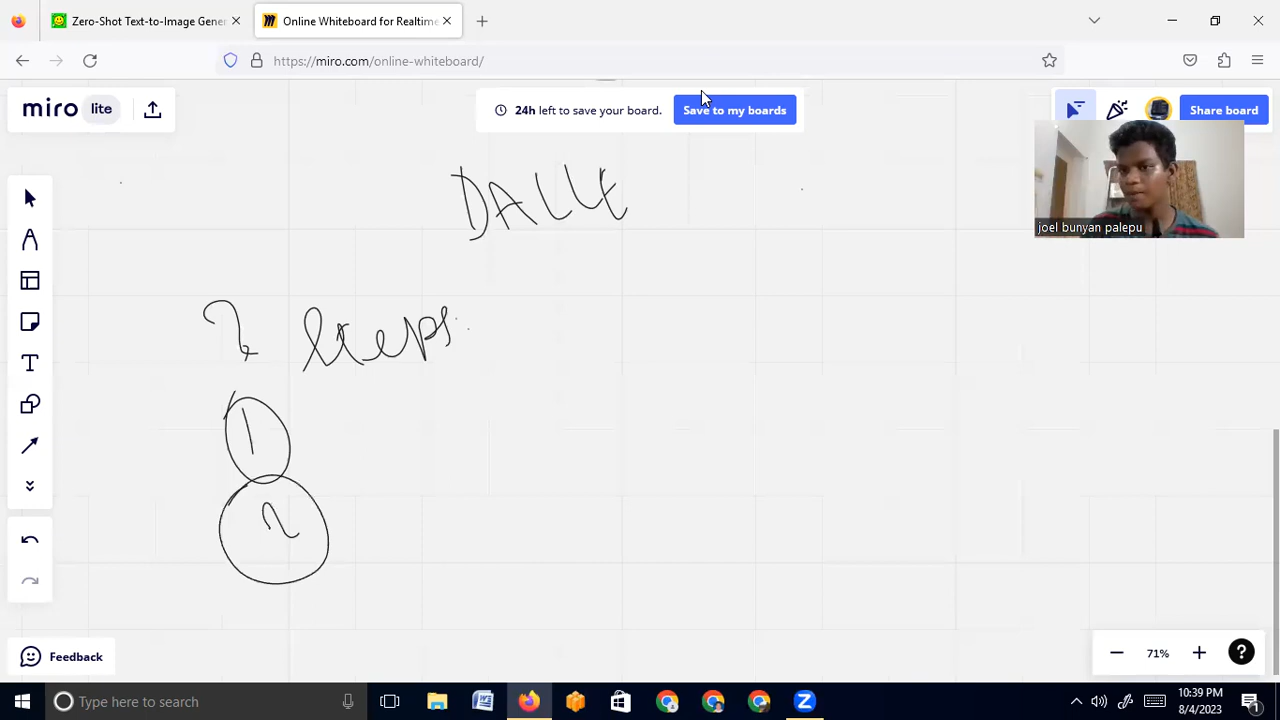 Zero-Shot Text-to-Image Gener
Online Whiteboard for Realtime
https://miro.com/online-whiteboard/
miro lite
24h left to save your board.
Save to my boards
Share board
joel bunyan palepu
DALLE
2 steps
1
2
Feedback
71%
Type here to search
10:39 PM
8/4/2023